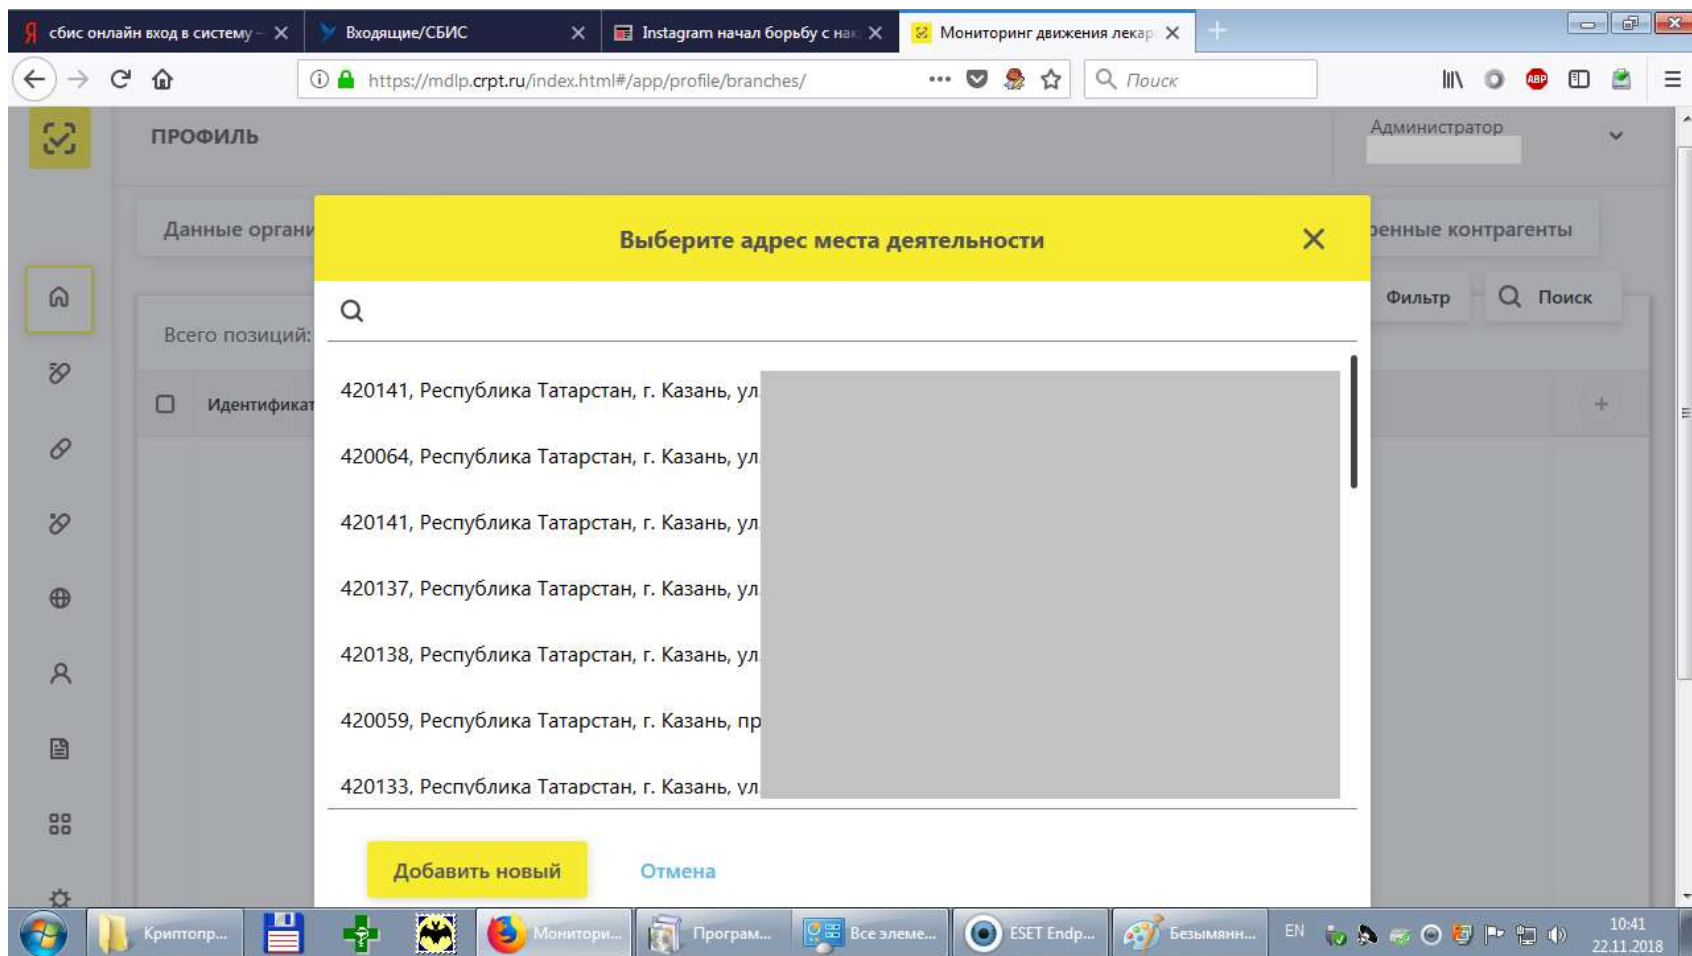 сбис онлайн вход в систему –
Входящие/СБИС
Instagram начал борьбу с нак
Мониторинг движения лекар
https://mdlp.crpt.ru/index.html#/app/profile/branches/
Поиск
ABP
ПРОФИЛЬ
Администратор
Данные органи
Выберите адрес места деятельности
ренные контрагенты
Фильтр
Поиск
Всего позиций:
Идентификат
420141, Республика Татарстан, г. Казань, ул.
420064, Республика Татарстан, г. Казань, ул.
420141, Республика Татарстан, г. Казань, ул.
420137, Республика Татарстан, г. Казань, ул.
420138, Республика Татарстан, г. Казань, ул.
420059, Республика Татарстан, г. Казань, пр
420133, Республика Татарстан, г. Казань, ул.
Добавить новый
Отмена
Криптопр...
Монитори...
Програм...
Все элеме...
ESET Endp...
Безымянн...
EN
10:41
22.11.2018